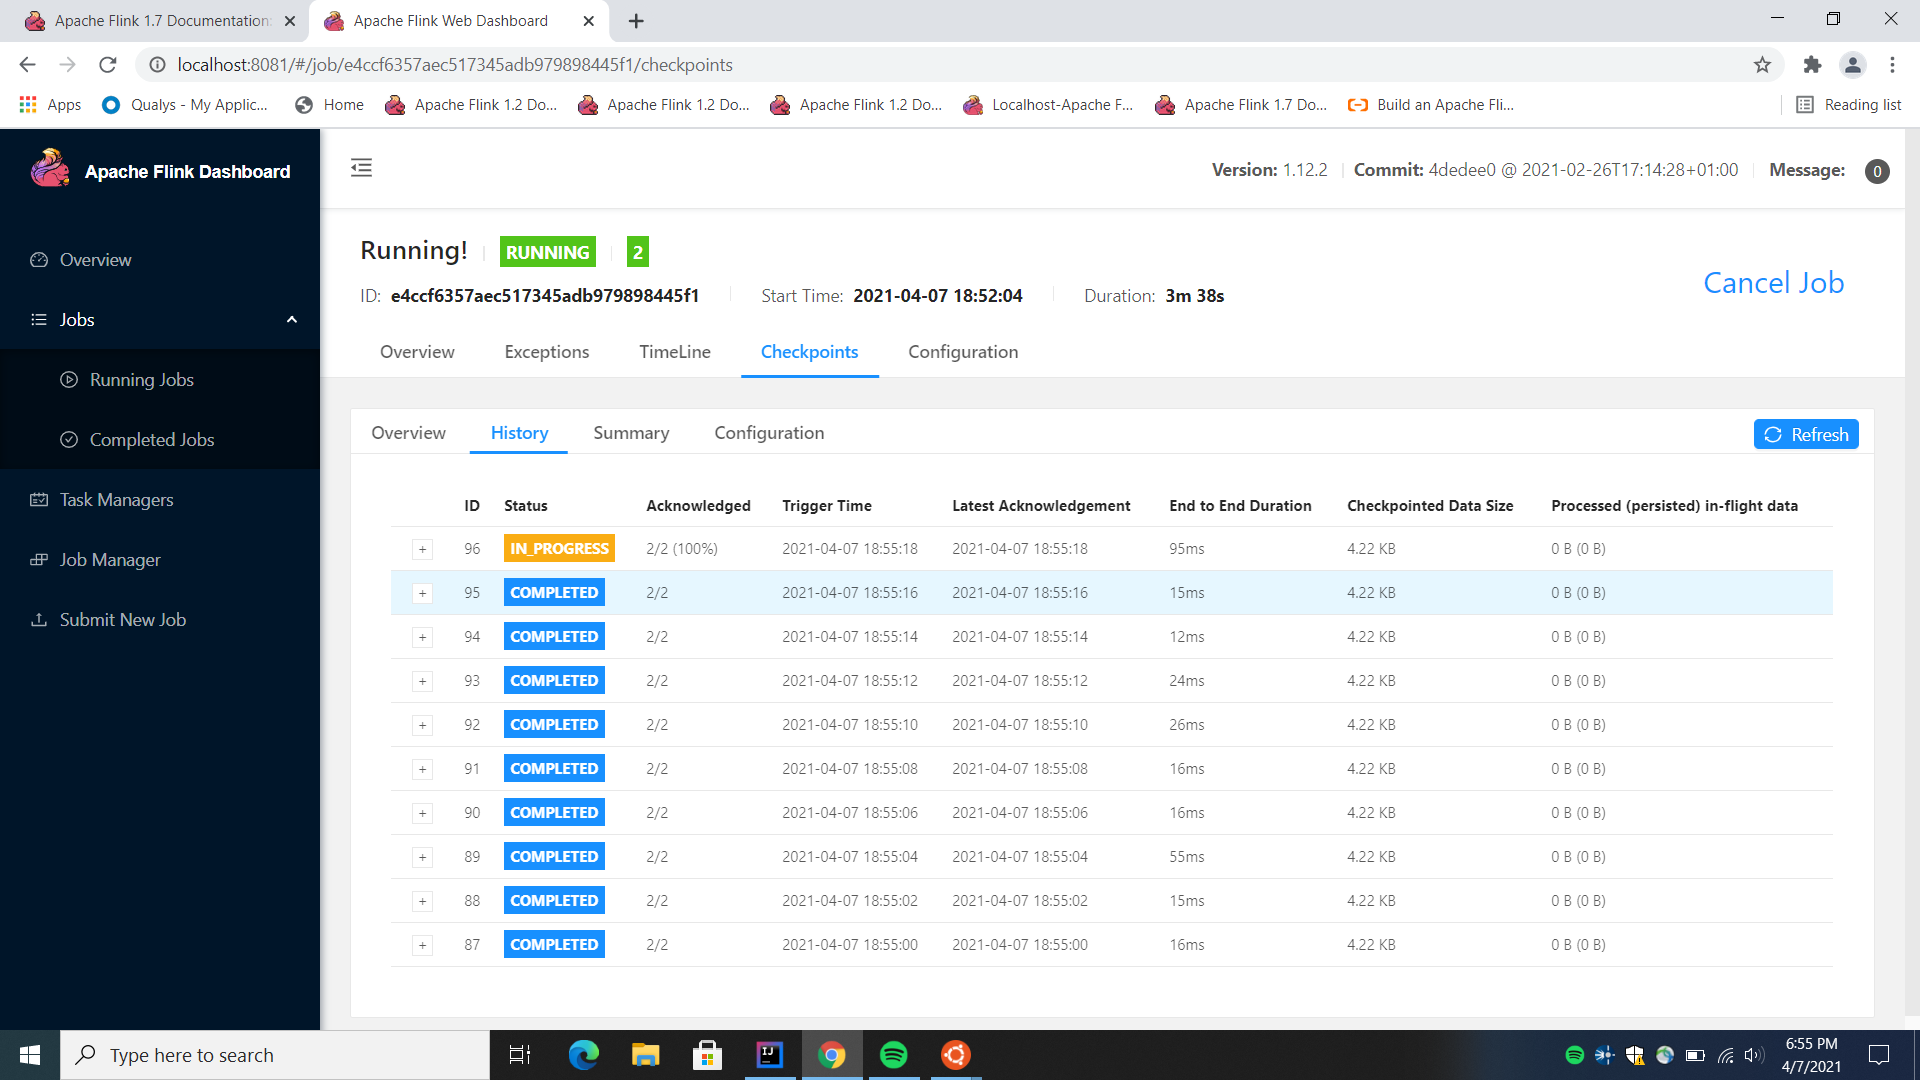 Apache Flink 1.7 Documentation:
Apache Flink Web Dashboard
localhost:8081/#/job/e4ccf6357aec517345adb979898445f1/checkpoints
Apps
Qualys - My Applic...
Home
Apache Flink 1.2 Do...
Apache Flink 1.2 Do...
Apache Flink 1.2 Do...
Localhost-Apache F...
Apache Flink 1.7 Do...
Build an Apache Fli...
Reading list
Apache Flink Dashboard
Version: 1.12.2
Commit: 4dedee0 @ 2021-02-26T17:14:28+01:00
Message: 0
Overview
Jobs
Running Jobs
Completed Jobs
Task Managers
Job Manager
Submit New Job
Running! RUNNING 2
ID: e4ccf6357aec517345adb979898445f1
Start Time: 2021-04-07 18:52:04
Duration: 3m 38s
Cancel Job
Overview Exceptions TimeLine Checkpoints Configuration
Overview History Summary Configuration
Refresh
ID Status Acknowledged Trigger Time Latest Acknowledgement End to End Duration Checkpointed Data Size Processed (persisted) in-flight data
+ 96 IN_PROGRESS 2/2 (100%) 2021-04-07 18:55:18 2021-04-07 18:55:18 95ms 4.22 KB 0 B (0 B)
+ 95 COMPLETED 2/2 2021-04-07 18:55:16 2021-04-07 18:55:16 15ms 4.22 KB 0 B (0 B)
+ 94 COMPLETED 2/2 2021-04-07 18:55:14 2021-04-07 18:55:14 12ms 4.22 KB 0 B (0 B)
+ 93 COMPLETED 2/2 2021-04-07 18:55:12 2021-04-07 18:55:12 24ms 4.22 KB 0 B (0 B)
+ 92 COMPLETED 2/2 2021-04-07 18:55:10 2021-04-07 18:55:10 26ms 4.22 KB 0 B (0 B)
+ 91 COMPLETED 2/2 2021-04-07 18:55:08 2021-04-07 18:55:08 16ms 4.22 KB 0 B (0 B)
+ 90 COMPLETED 2/2 2021-04-07 18:55:06 2021-04-07 18:55:06 16ms 4.22 KB 0 B (0 B)
+ 89 COMPLETED 2/2 2021-04-07 18:55:04 2021-04-07 18:55:04 55ms 4.22 KB 0 B (0 B)
+ 88 COMPLETED 2/2 2021-04-07 18:55:02 2021-04-07 18:55:02 15ms 4.22 KB 0 B (0 B)
+ 87 COMPLETED 2/2 2021-04-07 18:55:00 2021-04-07 18:55:00 16ms 4.22 KB 0 B (0 B)
Type here to search
IJ
6:55 PM
4/7/2021